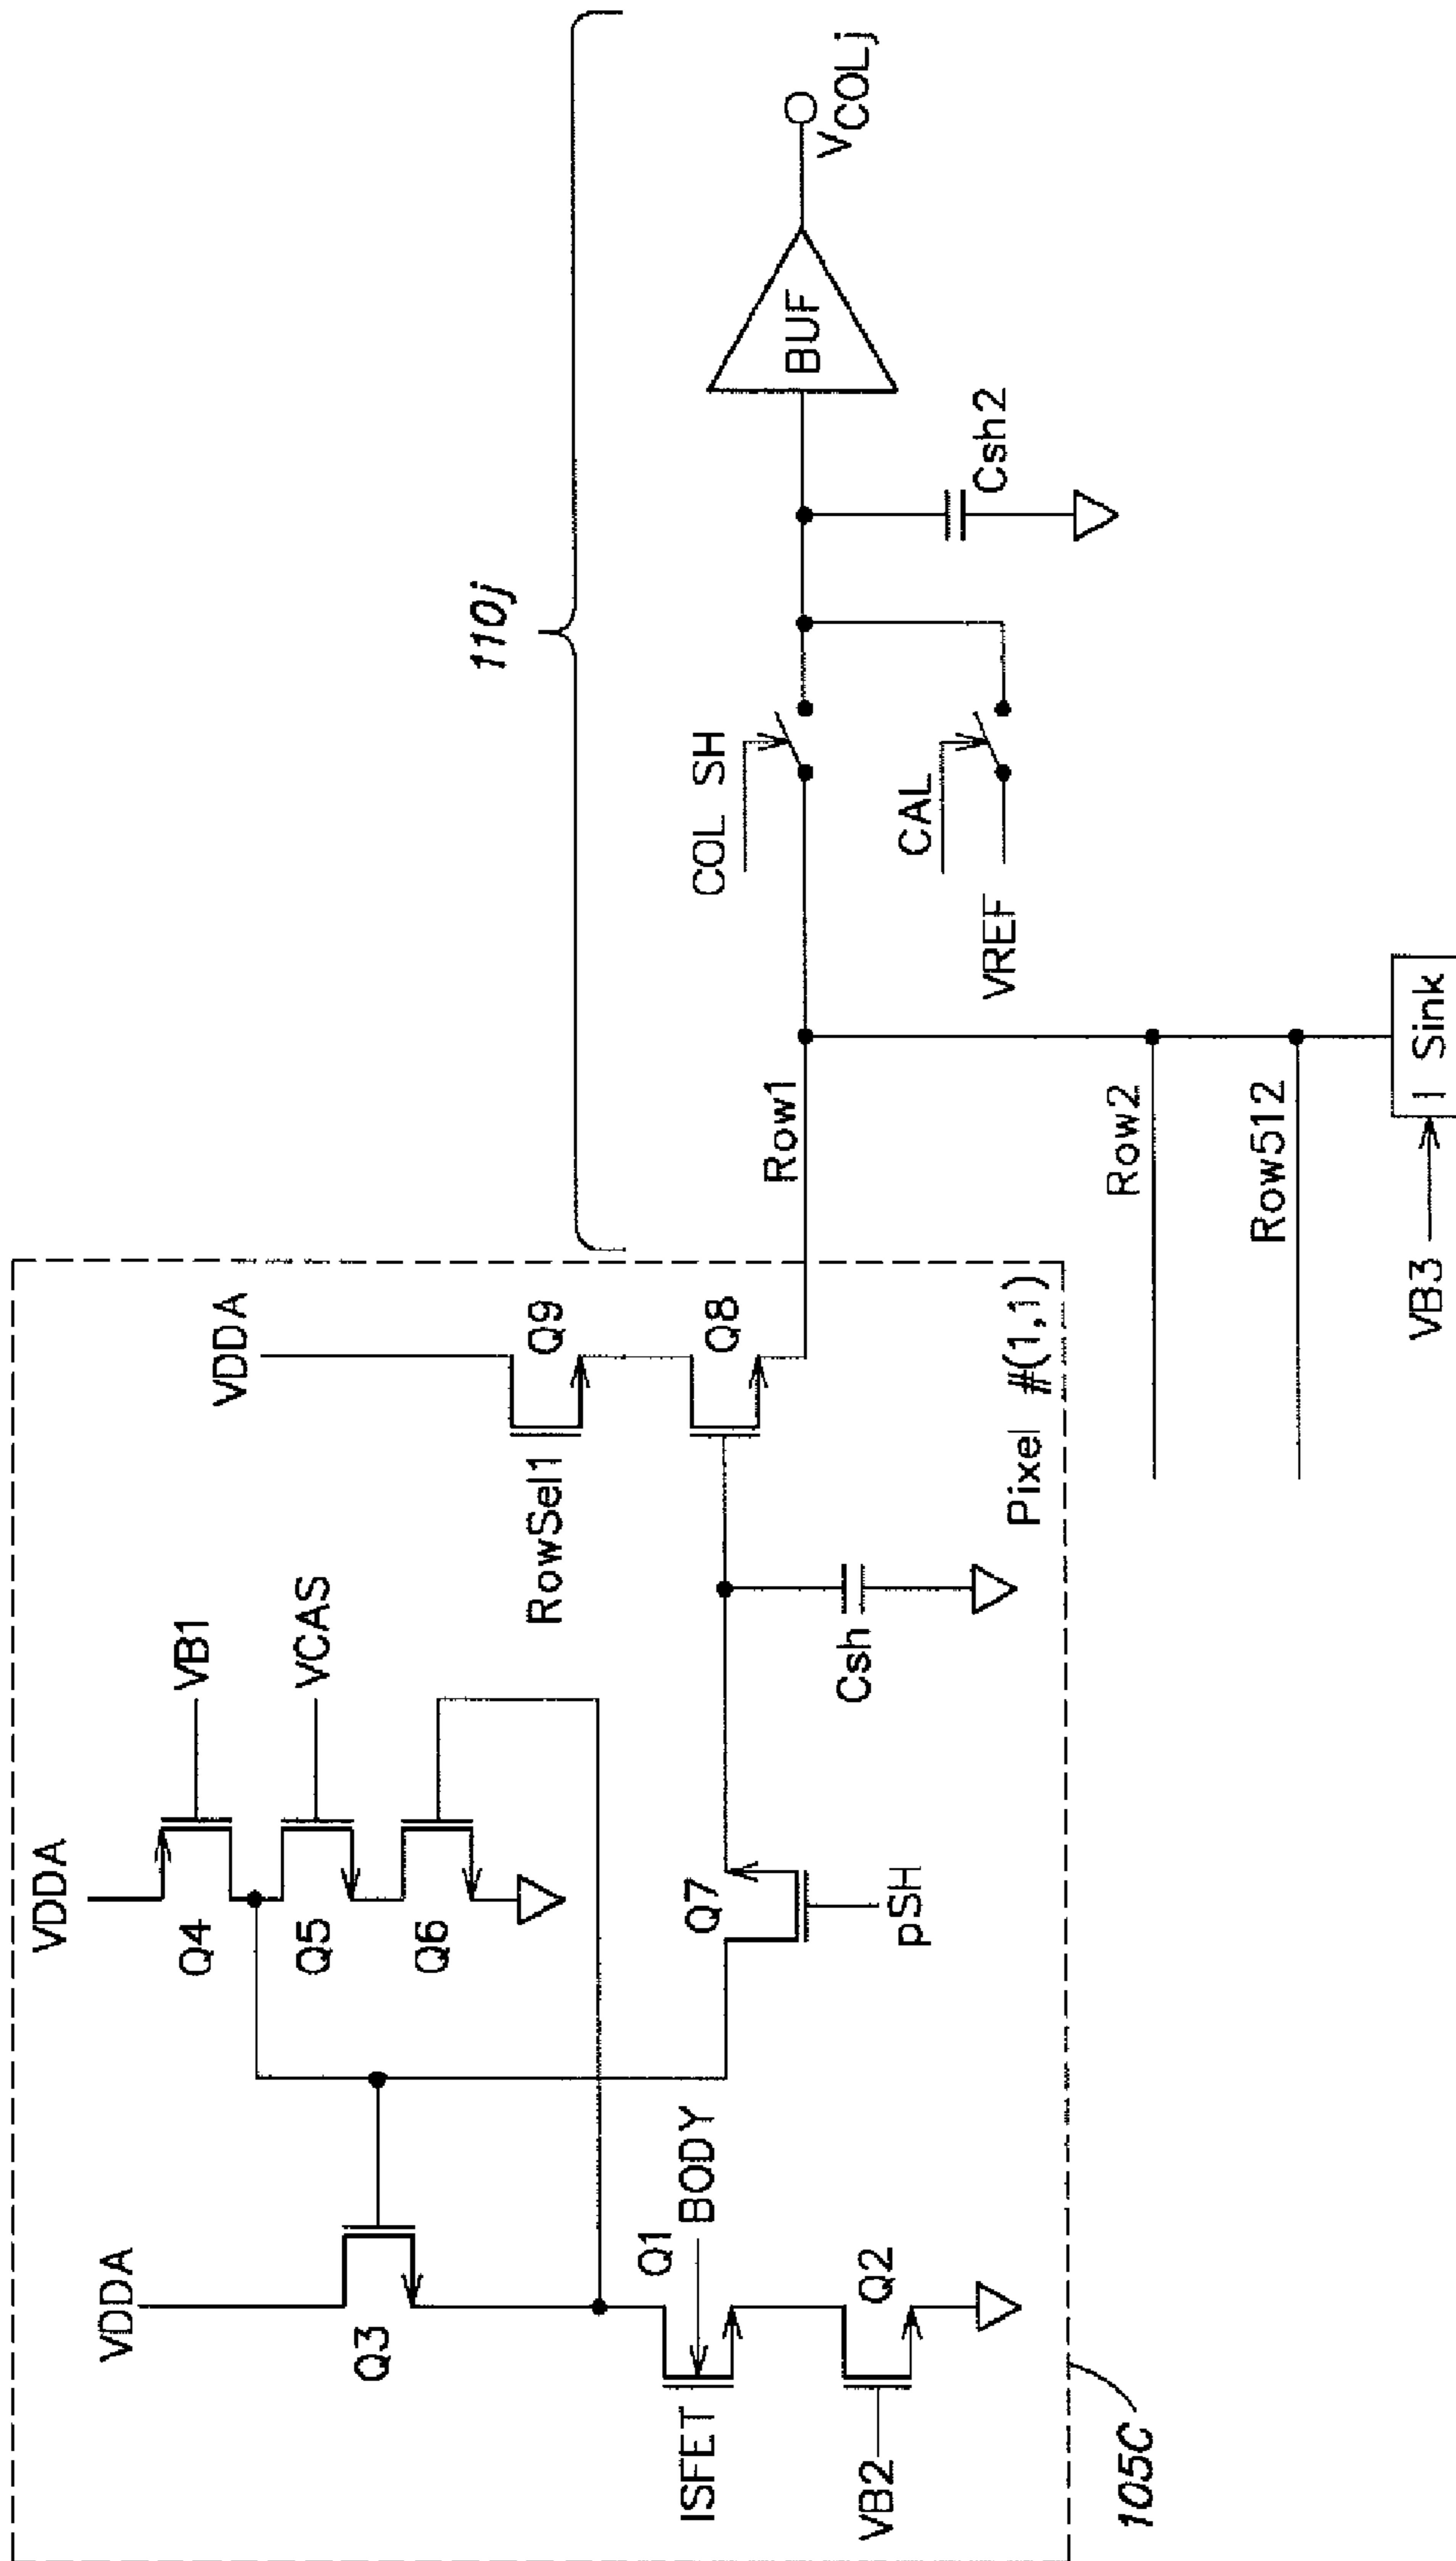 110j
VDDA
VDDA
VB1
VCAS
VDDA
Q3
Q4
Q5
Q6
Q9
RowSel1
Q8
Q1
BODY
ISFET
Q7
pSH
Csh
Q2
VB2
Pixel #(1,1)
105C
Row1
Row2
Row512
VB3
I Sink
COL SH
CAL
VREF
Csh2
BUF
VCOLj